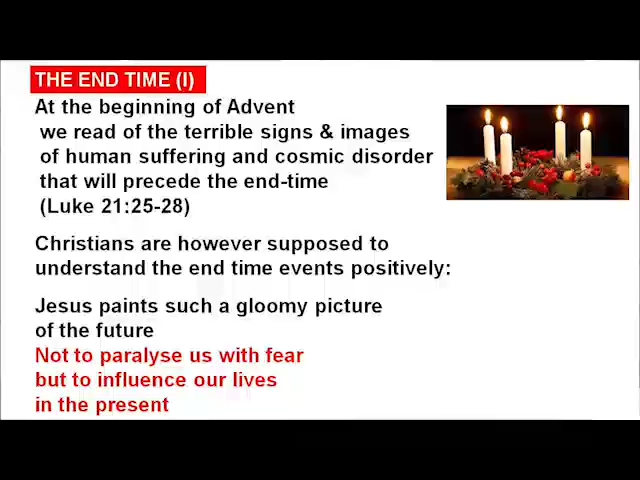 THE END TIME (I)
At the beginning of Advent
we read of the terrible signs & images
of human suffering and cosmic disorder
that will precede the end-time
(Luke 21:25-28)
Christians are however supposed to
understand the end time events positively:
Jesus paints such a gloomy picture
of the future
Not to paralyse us with fear
but to influence our lives
in the present